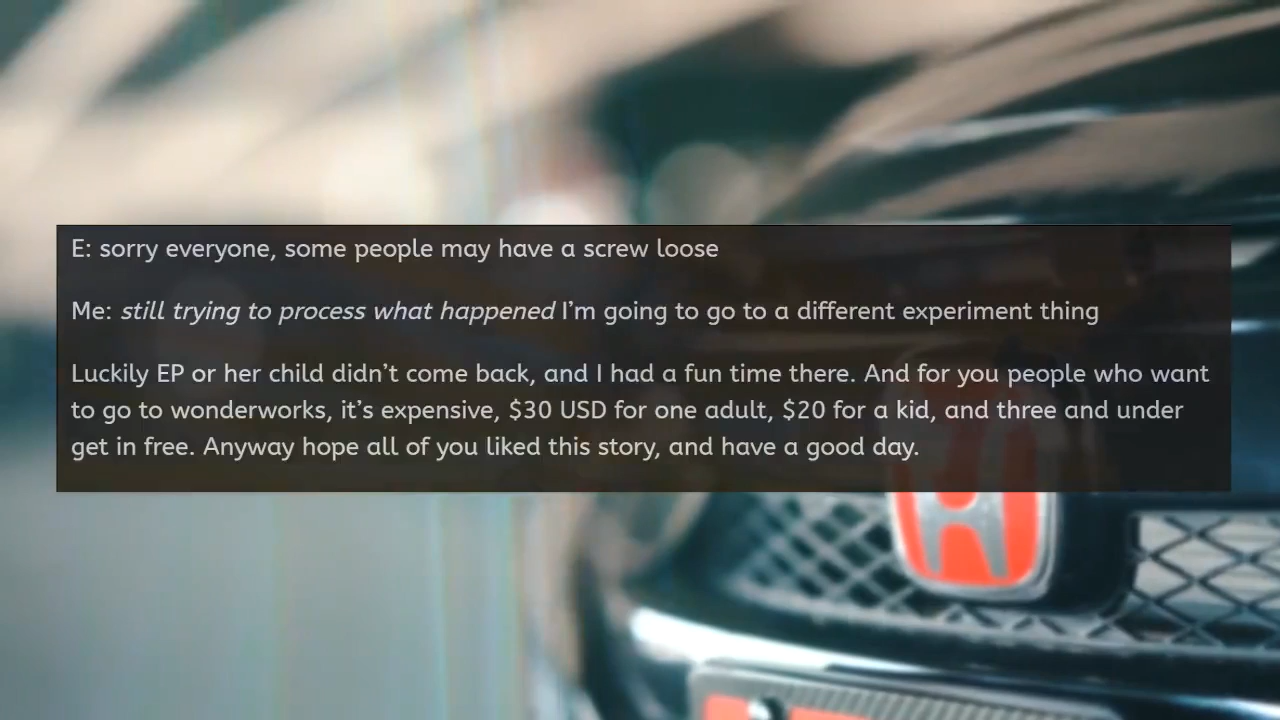 E: sorry everyone, some people may have a screw loose
Me: still trying to process what happened I’m going to go to a different experiment thing
Luckily EP or her child didn’t come back, and I had a fun time there. And for you people who want
to go to wonderworks, it’s expensive, $30 USD for one adult, $20 for a kid, and three and under
get in free. Anyway hope all of you liked this story, and have a good day.